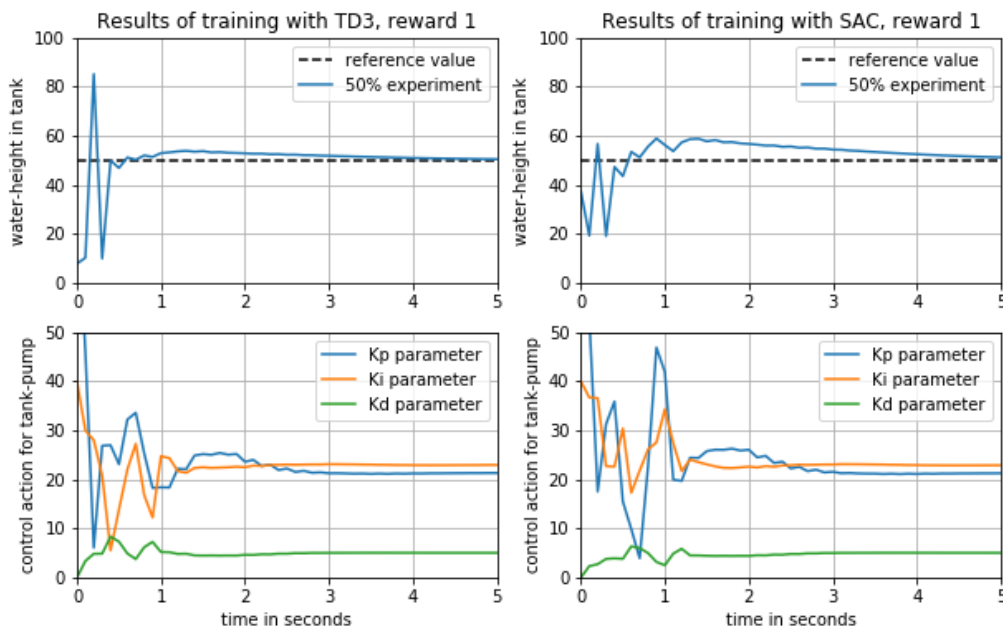 Results of training with TD3, reward 1
100
80
60
40
20
0
water-height in tank
reference value
50% experiment
0 1 2 3 4 5
Results of training with SAC, reward 1
100
80
60
40
20
0
water-height in tank
reference value
50% experiment
0 1 2 3 4 5
50
40
30
20
10
0
control action for tank-pump
Kp parameter
Ki parameter
Kd parameter
0 1 2 3 4 5
time in seconds
50
40
30
20
10
0
control action for tank-pump
Kp parameter
Ki parameter
Kd parameter
0 1 2 3 4 5
time in seconds